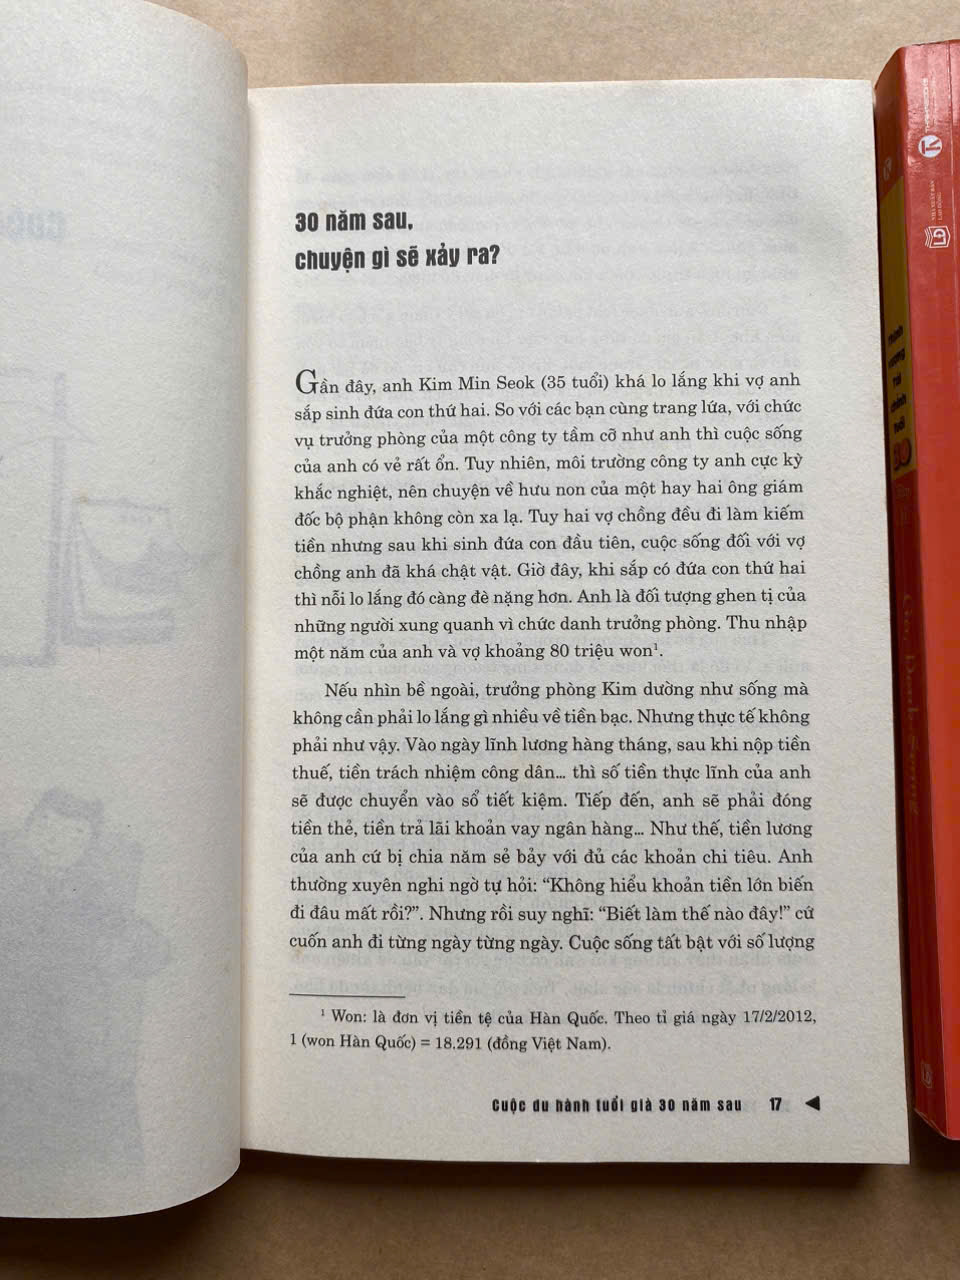 30 năm sau,
chuyện gì sẽ xảy ra?
Gần đây, anh Kim Min Seok (35 tuổi) khá lo lắng khi vợ anh
sắp sinh đứa con thứ hai. So với các bạn cùng trang lứa, với chức
vụ trưởng phòng của một công ty tầm cỡ như anh thì cuộc sống
của anh có vẻ rất ổn. Tuy nhiên, môi trường công ty anh cực kỳ
khắc nghiệt, nên chuyện về hưu non của một hay hai ông giám
đốc bộ phận không còn xa lạ. Tuy hai vợ chồng đều đi làm kiếm
tiền nhưng sau khi sinh đứa con đầu tiên, cuộc sống đối với vợ
chồng anh đã khá chật vật. Giờ đây, khi sắp có đứa con thứ hai
thì nỗi lo lắng đó càng đè nặng hơn. Anh là đối tượng ghen tị của
những người xung quanh vì chức danh trưởng phòng. Thu nhập
một năm của anh và vợ khoảng 80 triệu won¹.
Nếu nhìn bề ngoài, trưởng phòng Kim dường như sống mà
không cần phải lo lắng gì nhiều về tiền bạc. Nhưng thực tế không
phải như vậy. Vào ngày lĩnh lương hàng tháng, sau khi nộp tiền
thuế, tiền trách nhiệm công dân... thì số tiền thực lĩnh của anh
sẽ được chuyển vào sổ tiết kiệm. Tiếp đến, anh sẽ phải đóng
tiền thẻ, tiền trả lãi khoản vay ngân hàng... Như thế, tiền lương
của anh cứ bị chia năm sẻ bảy với đủ các khoản chi tiêu. Anh
thường xuyên nghi ngờ tự hỏi: “Không hiểu khoản tiền lớn biến
đi đâu mất rồi?”. Nhưng rồi suy nghĩ: “Biết làm thế nào đây!” cứ
cuốn anh đi từng ngày từng ngày. Cuộc sống tất bật với số lượng
¹ Won: là đơn vị tiền tệ của Hàn Quốc. Theo tỉ giá ngày 17/2/2012,
1 (won Hàn Quốc) = 18.291 (đồng Việt Nam).
Cuộc du hành tuổi già 30 năm sau 17
NHÀ XUẤT BẢN
LAO ĐỘNG
LĐ
Thịnh
vượng
tài
chính
tuổi
30